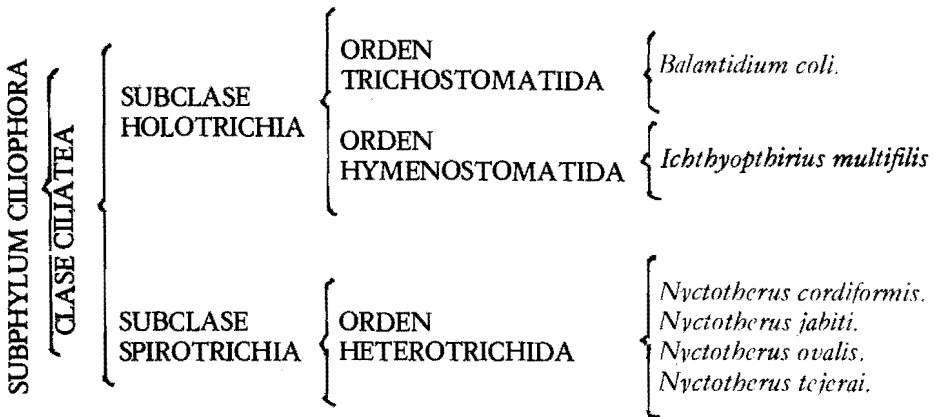 SUBPHYLUM CILIOPHORA
CLASE CILIATEA
SUBCLASE
HOLOTRICHIA
ORDEN
TRICHOSTOMATIDA
Balantidium coli.
ORDEN
HYMENOSTOMATIDA
Ichthyopthirius multifilis
SUBCLASE
SPIROTRICHIA
ORDEN
HETEROTRICHIDA
Nyctotherus cordiformis.
Nyctotherus jabiti.
Nyctotherus ovalis.
Nyctotherus tejerai.